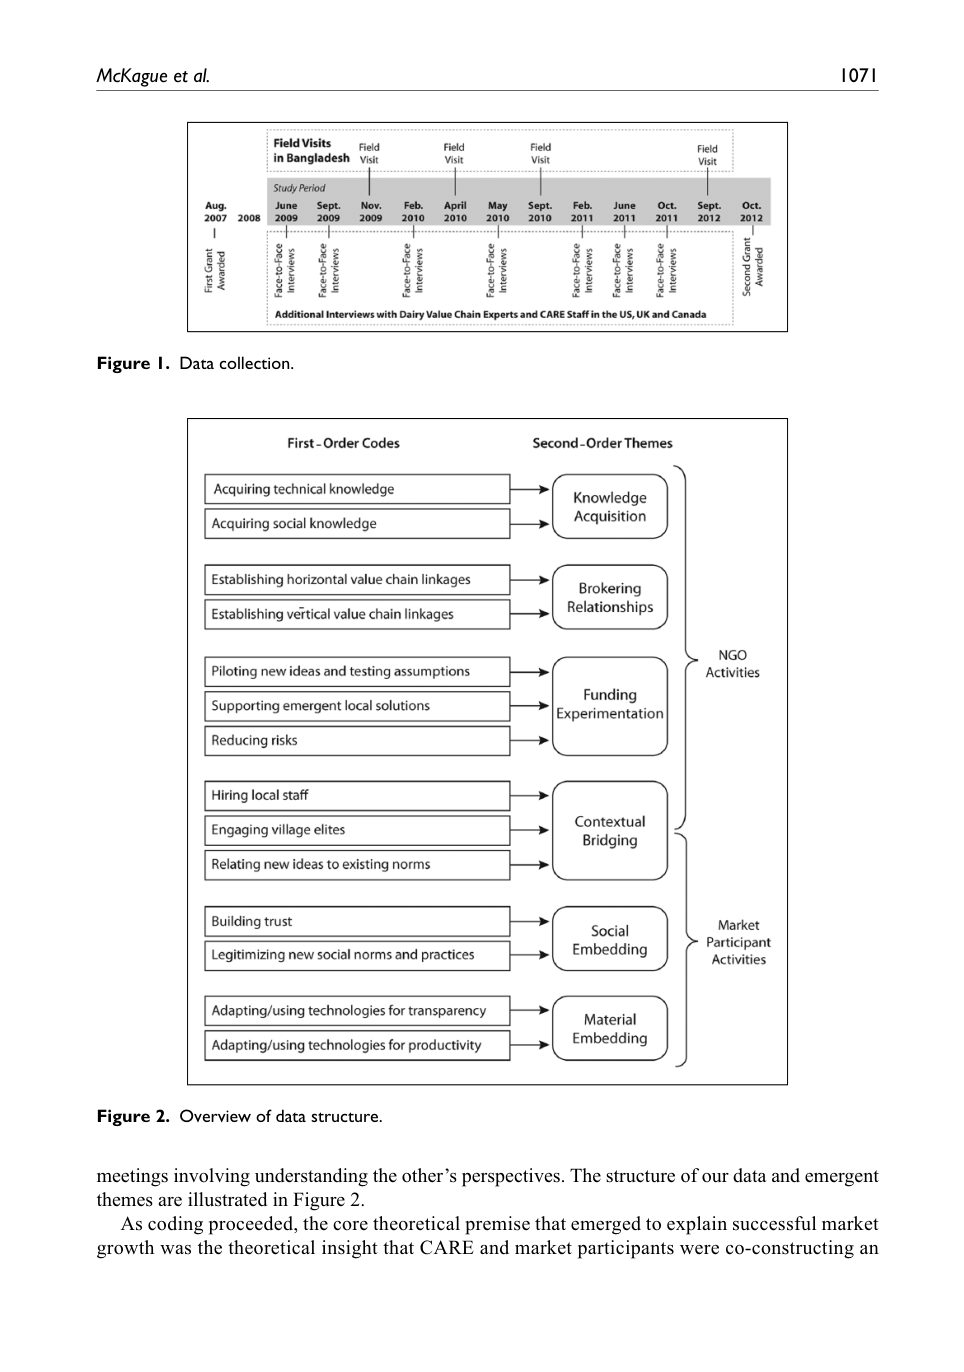 McKague et al.
1071
Field Visits
in Bangladesh
Field
Visit
Field
Visit
Field
Visit
Field
Visit
Study Period
Aug.
2007
2008
June
2009
Sept.
2009
Nov.
2009
Feb.
2010
April
2010
May
2010
Sept.
2010
Feb.
2011
June
2011
Oct.
2011
Sept.
2012
Oct.
2012
First Grant
Awarded
Face-to-Face
Interviews
Face-to-Face
Interviews
Face-to-Face
Interviews
Face-to-Face
Interviews
Face-to-Face
Interviews
Face-to-Face
Interviews
Face-to-Face
Interviews
Second Grant
Awarded
Additional Interviews with Dairy Value Chain Experts and CARE Staff in the US, UK and Canada
Figure 1. Data collection.
First-Order Codes
Second-Order Themes
Acquiring technical knowledge
Acquiring social knowledge
Knowledge
Acquisition
Establishing horizontal value chain linkages
Establishing vertical value chain linkages
Brokering
Relationships
NGO
Activities
Piloting new ideas and testing assumptions
Supporting emergent local solutions
Reducing risks
Funding
Experimentation
Hiring local staff
Engaging village elites
Relating new ideas to existing norms
Contextual
Bridging
Building trust
Legitimizing new social norms and practices
Social
Embedding
Market
Participant
Activities
Adapting/using technologies for transparency
Adapting/using technologies for productivity
Material
Embedding
Figure 2. Overview of data structure.
meetings involving understanding the other’s perspectives. The structure of our data and emergent
themes are illustrated in Figure 2.
As coding proceeded, the core theoretical premise that emerged to explain successful market
growth was the theoretical insight that CARE and market participants were co-constructing an